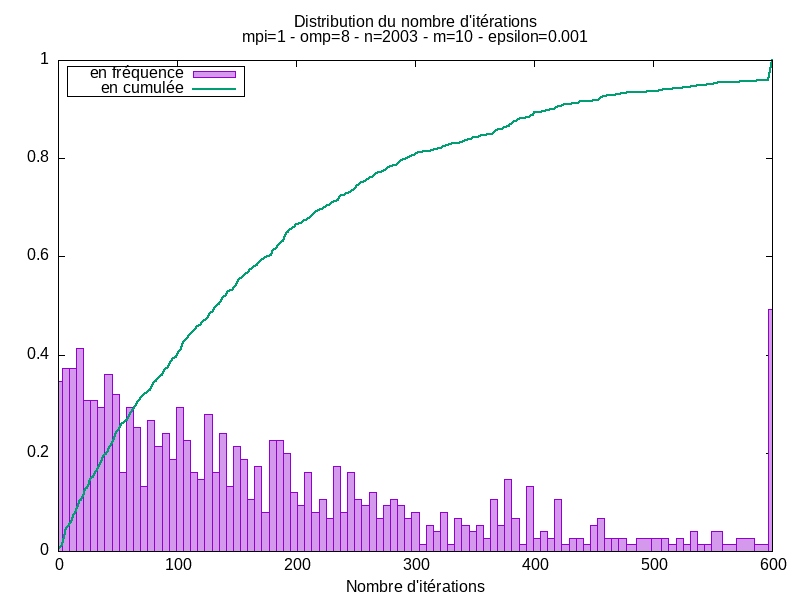 Distribution du nombre d'itérations
mpi=1 - omp=8 - n=2003 - m=10 - epsilon=0.001
en fréquence
en cumulée
1
0.8
0.6
0.4
0.2
0
0 100 200 300 400 500 600
Nombre d'itérations